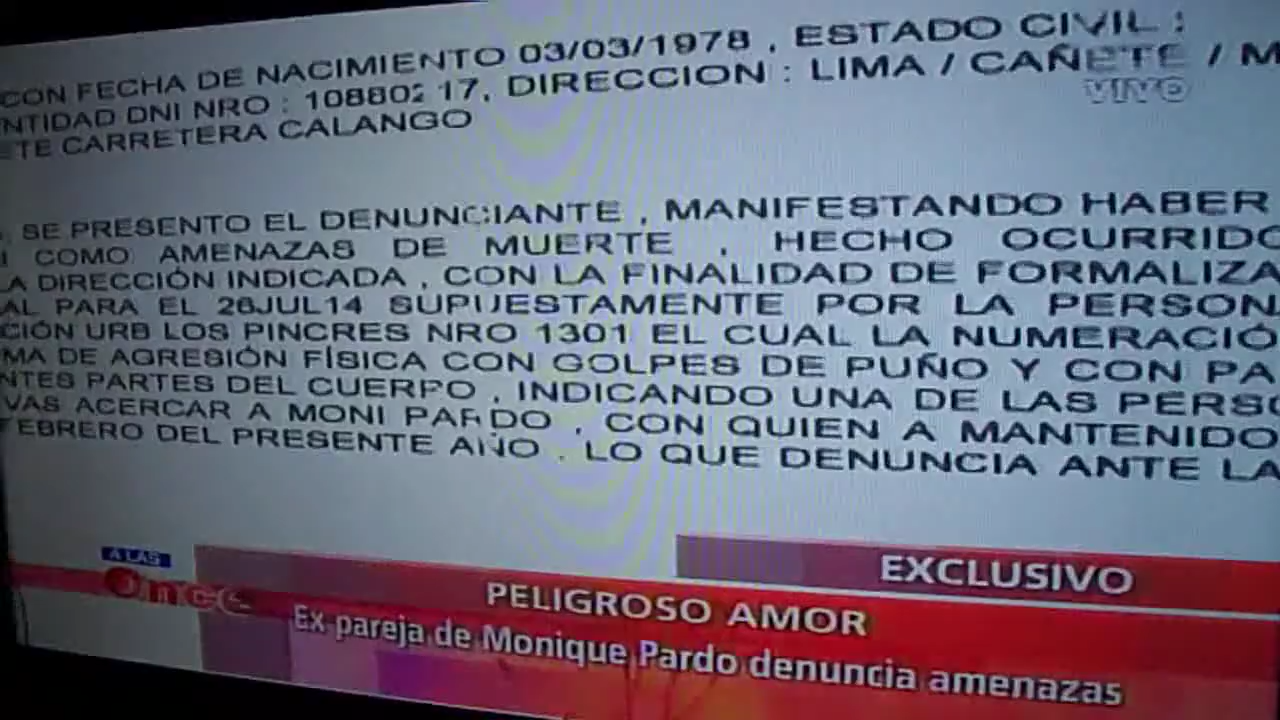 CON FECHA DE NACIMIENTO 03/03/1978 , ESTADO CIVIL :
NTIDAD DNI NRO : 10880217, DIRECCION : LIMA / CAÑETE / M
ETE CARRETERA CALANGO
VIVO
SE PRESENTO EL DENUNCIANTE , MANIFESTANDO HABER
COMO AMENAZAS DE MUERTE , HECHO OCURRIDO
LA DIRECCIÓN INDICADA , CON LA FINALIDAD DE FORMALIZA
AL PARA EL 26JUL14 SUPUESTAMENTE POR LA PERSON
CIÓN URB LOS PINCRES NRO 1301 EL CUAL LA NUMERACIÓ
MA DE AGRESIÓN FÍSICA CON GOLPES DE PUÑO Y CON PA
NTES PARTES DEL CUERPO , INDICANDO UNA DE LAS PERSO
VAS ACERCAR A MONI PARDO , CON QUIEN A MANTENIDO
FEBRERO DEL PRESENTE AÑO . LO QUE DENUNCIA ANTE LA
EXCLUSIVO
A LAS
Once
PELIGROSO AMOR
Ex pareja de Monique Pardo denuncia amenazas